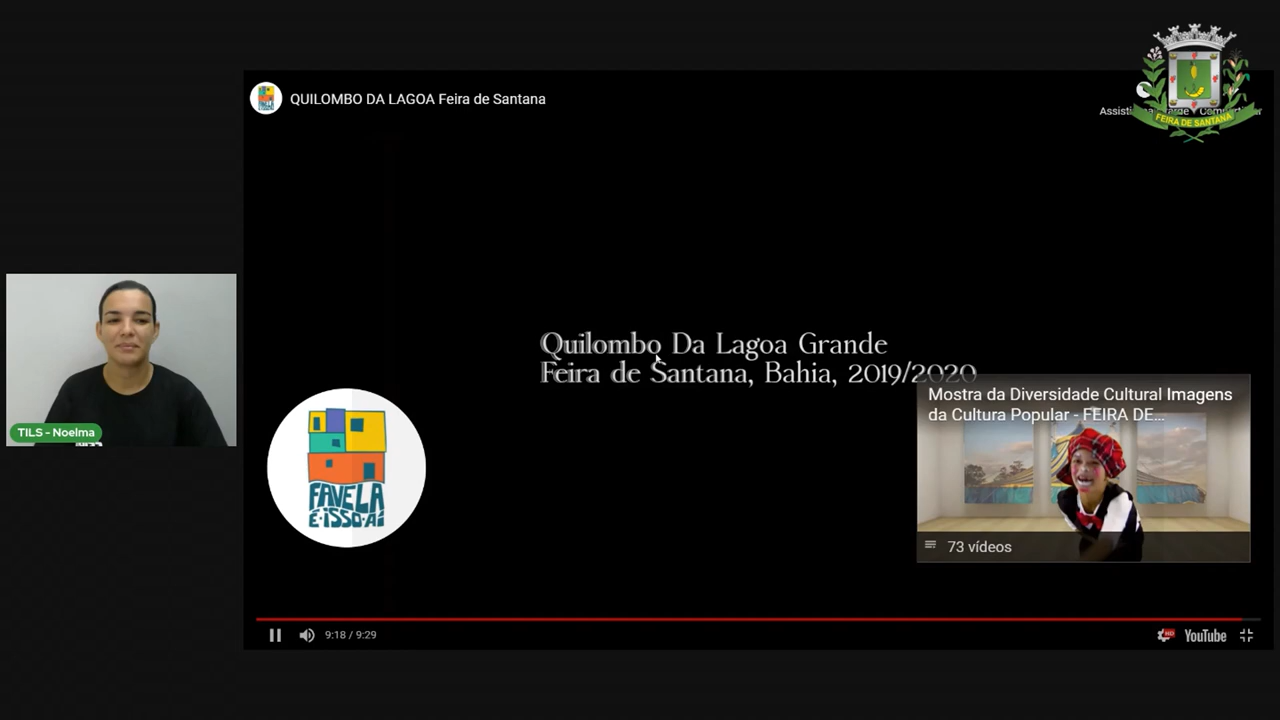 QUILOMBO DA LAGOA Feira de Santana
FEIRA DE SANTANA
Quilombo Da Lagoa Grande
Feira de Santana, Bahia, 2019/2020
Mostra da Diversidade Cultural Imagens
da Cultura Popular - FEIRA DE...
73 vídeos
TILS - Noelma
FAVELA
É·ISSO·AÍ
9:18 / 9:29
HD
YouTube